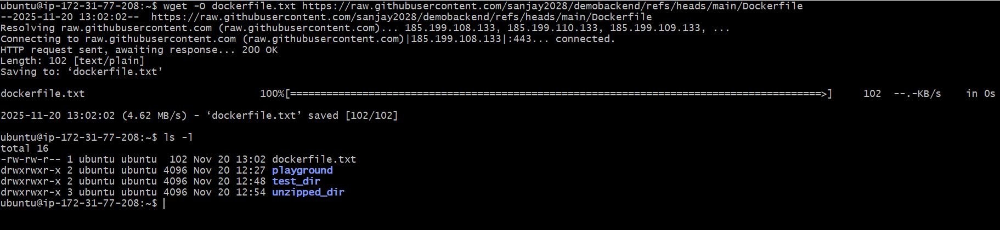 ubuntu@ip-172-31-77-208:~$ wget -O dockerfile.txt https://raw.githubusercontent.com/sanjay2028/demobackend/refs/heads/main/Dockerfile
--2025-11-20 13:02:02--  https://raw.githubusercontent.com/sanjay2028/demobackend/refs/heads/main/Dockerfile
Resolving raw.githubusercontent.com (raw.githubusercontent.com)... 185.199.108.133, 185.199.110.133, 185.199.109.133, ...
Connecting to raw.githubusercontent.com (raw.githubusercontent.com)|185.199.108.133|:443... connected.
HTTP request sent, awaiting response... 200 OK
Length: 102 [text/plain]
Saving to: ‘dockerfile.txt’
dockerfile.txt                             100%[========================================================================================>]     102  --.-KB/s    in 0s
2025-11-20 13:02:02 (4.62 MB/s) - ‘dockerfile.txt’ saved [102/102]
ubuntu@ip-172-31-77-208:~$ ls -l
total 16
-rw-rw-r-- 1 ubuntu ubuntu  102 Nov 20 13:02 dockerfile.txt
drwxrwxr-x 2 ubuntu ubuntu 4096 Nov 20 12:27 playground
drwxrwxr-x 2 ubuntu ubuntu 4096 Nov 20 12:48 test_dir
drwxrwxr-x 3 ubuntu ubuntu 4096 Nov 20 12:54 unzipped_dir
ubuntu@ip-172-31-77-208:~$